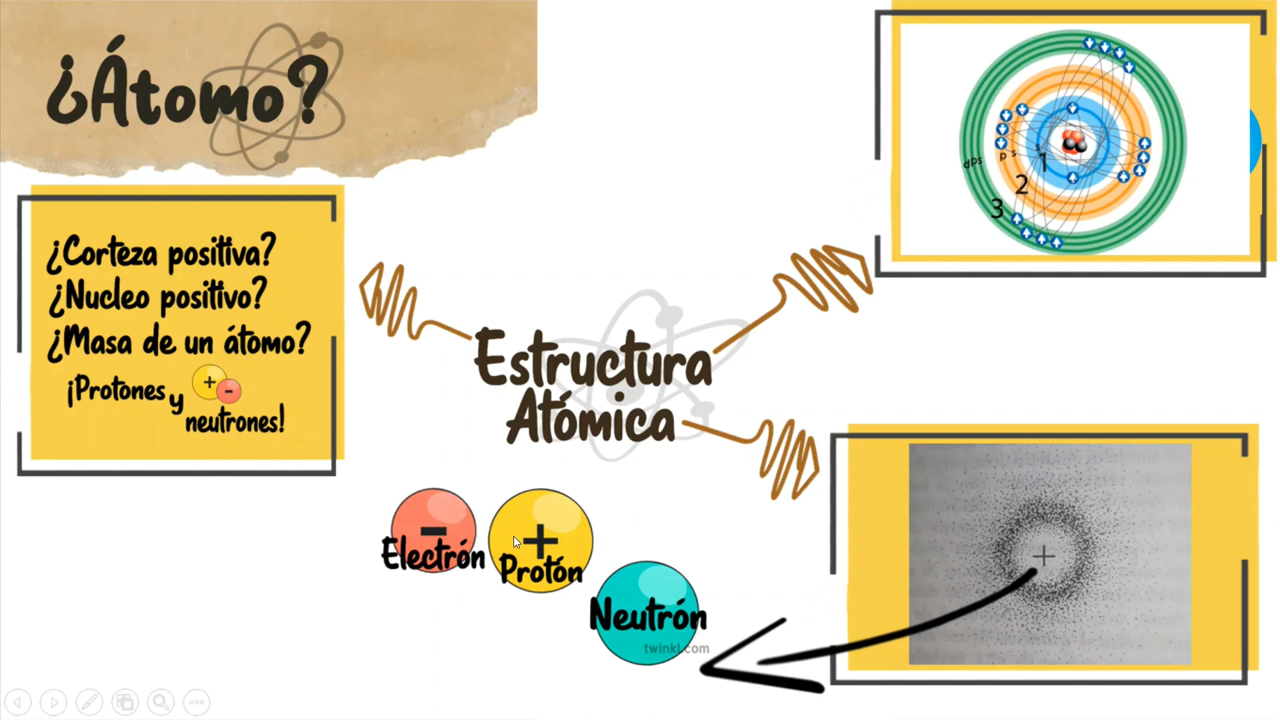 ¿Átomo?
¿Corteza positiva?
¿Nucleo positivo?
¿Masa de un átomo?
¡Protones y
+
-
neutrones!
Estructura
Atómica
s
1
p s
2
dps
3
-
Electrón
+
Protón
Neutrón
twinkl.com
+